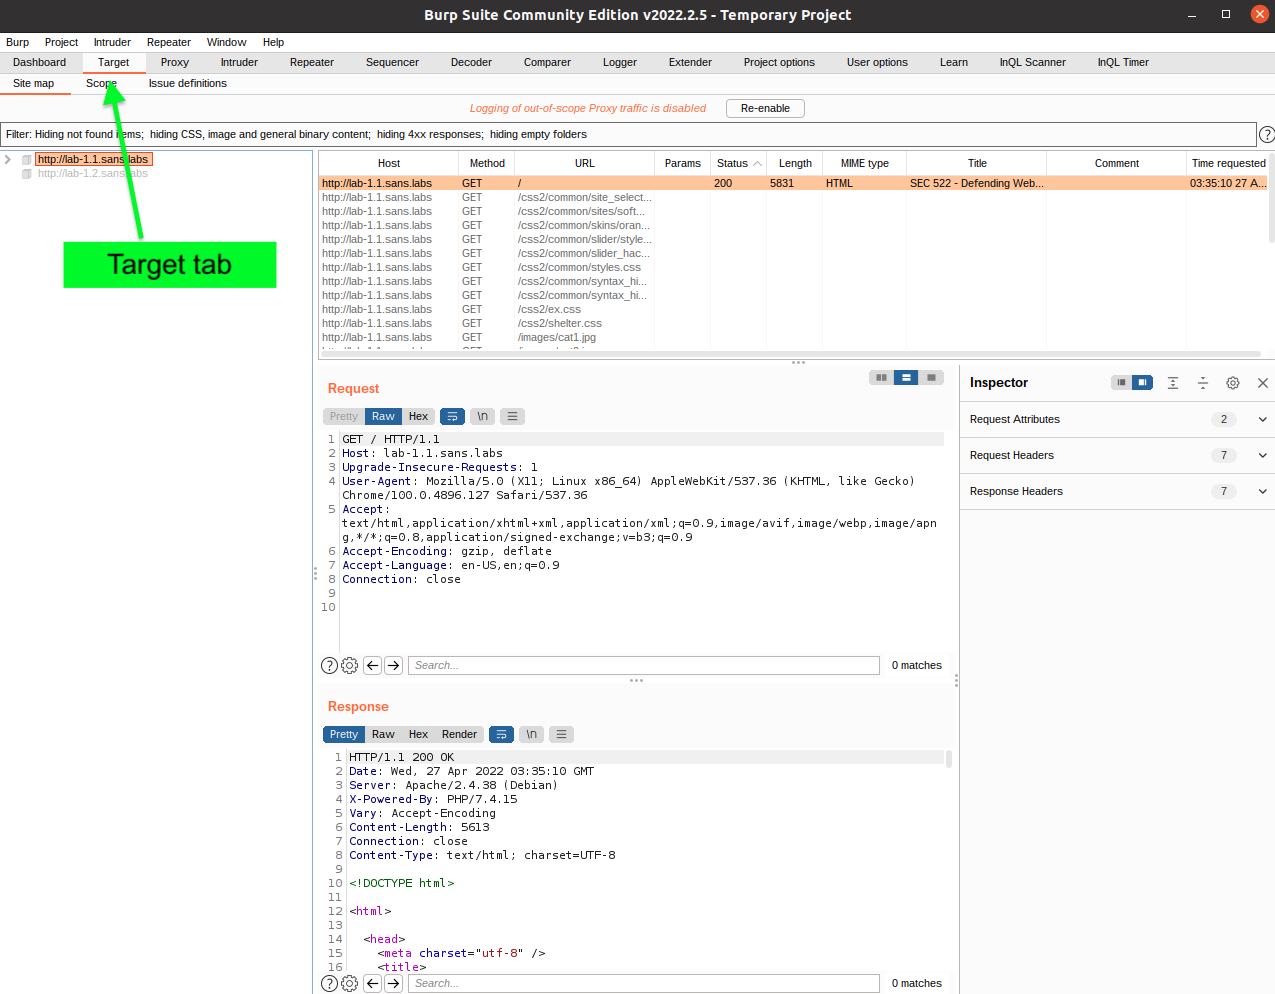 Burp Suite Community Edition v2022.2.5 - Temporary Project
Burp Project Intruder Repeater Window Help
Dashboard Target Proxy Intruder Repeater Sequencer Decoder Comparer Logger Extender Project options User options Learn InQL Scanner InQL Timer
Site map Scope Issue definitions
Logging of out-of-scope Proxy traffic is disabled Re-enable
Filter: Hiding not found items; hiding CSS, image and general binary content; hiding 4xx responses; hiding empty folders
http://lab-1.1.sans.labs
http://lab-1.2.sans.labs
Target tab
Host Method URL Params Status Length MIME type Title Comment Time requested
http://lab-1.1.sans.labs GET / 200 5831 HTML SEC 522 - Defending Web... 03:35:10 27 A...
http://lab-1.1.sans.labs GET /css2/common/site_select...
http://lab-1.1.sans.labs GET /css2/common/sites/soft...
http://lab-1.1.sans.labs GET /css2/common/skins/oran...
http://lab-1.1.sans.labs GET /css2/common/slider/style...
http://lab-1.1.sans.labs GET /css2/common/slider_hac...
http://lab-1.1.sans.labs GET /css2/common/styles.css
http://lab-1.1.sans.labs GET /css2/common/syntax_hi...
http://lab-1.1.sans.labs GET /css2/common/syntax_hi...
http://lab-1.1.sans.labs GET /css2/ex.css
http://lab-1.1.sans.labs GET /css2/shelter.css
http://lab-1.1.sans.labs GET /images/cat1.jpg
Request
Pretty Raw Hex \n
1 GET / HTTP/1.1
2 Host: lab-1.1.sans.labs
3 Upgrade-Insecure-Requests: 1
4 User-Agent: Mozilla/5.0 (X11; Linux x86_64) AppleWebKit/537.36 (KHTML, like Gecko)
Chrome/100.0.4896.127 Safari/537.36
5 Accept:
text/html,application/xhtml+xml,application/xml;q=0.9,image/avif,image/webp,image/apn
g,*/*;q=0.8,application/signed-exchange;v=b3;q=0.9
6 Accept-Encoding: gzip, deflate
7 Accept-Language: en-US,en;q=0.9
8 Connection: close
9
10
Search... 0 matches
Response
Pretty Raw Hex Render \n
1 HTTP/1.1 200 OK
2 Date: Wed, 27 Apr 2022 03:35:10 GMT
3 Server: Apache/2.4.38 (Debian)
4 X-Powered-By: PHP/7.4.15
5 Vary: Accept-Encoding
6 Content-Length: 5613
7 Connection: close
8 Content-Type: text/html; charset=UTF-8
9
10 <!DOCTYPE html>
11
12 <html>
13
14 <head>
15 <meta charset="utf-8" />
16 <title>
Search... 0 matches
Inspector
Request Attributes 2
Request Headers 7
Response Headers 7